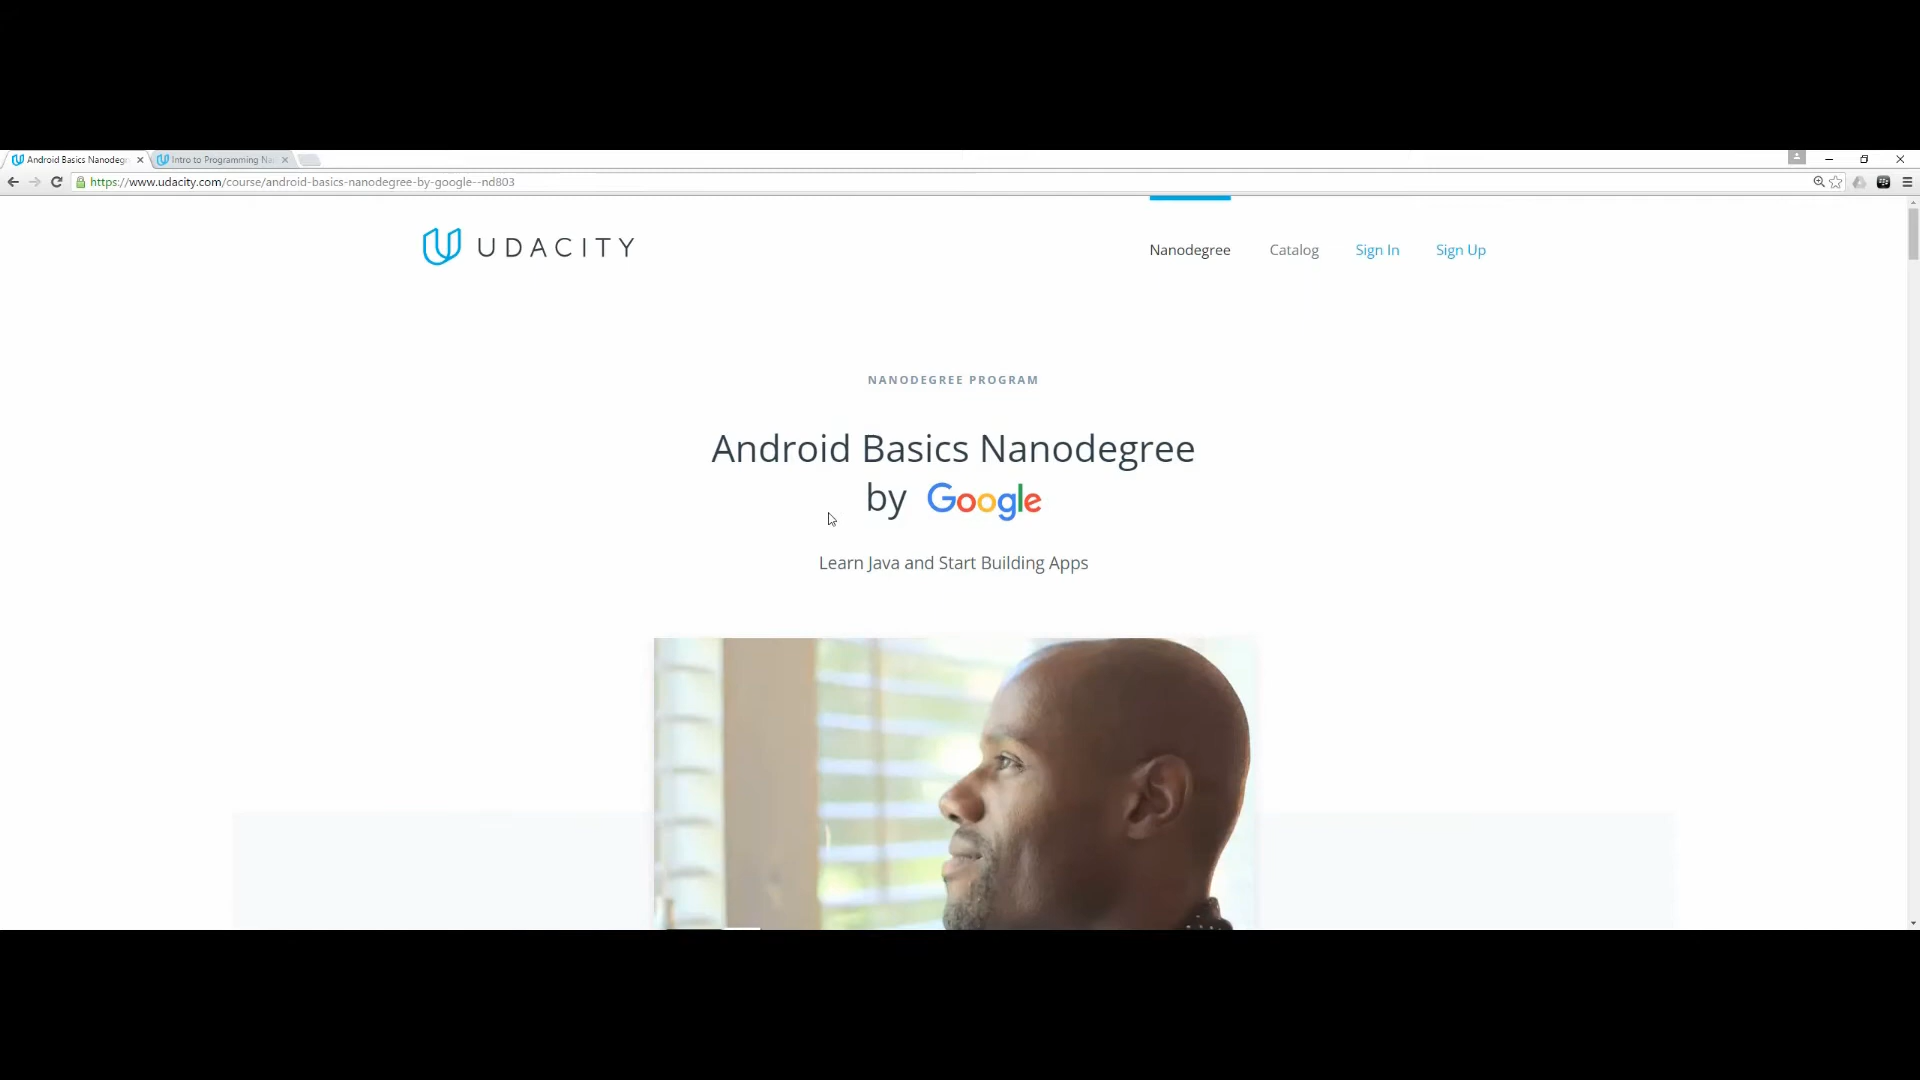 Android Basics Nanodeg
Intro to Programming Na
https://www.udacity.com/course/android-basics-nanodegree-by-google--nd803
UDACITY
Nanodegree
Catalog
Sign In
Sign Up
NANODEGREE PROGRAM
Android Basics Nanodegree
by Google
Learn Java and Start Building Apps